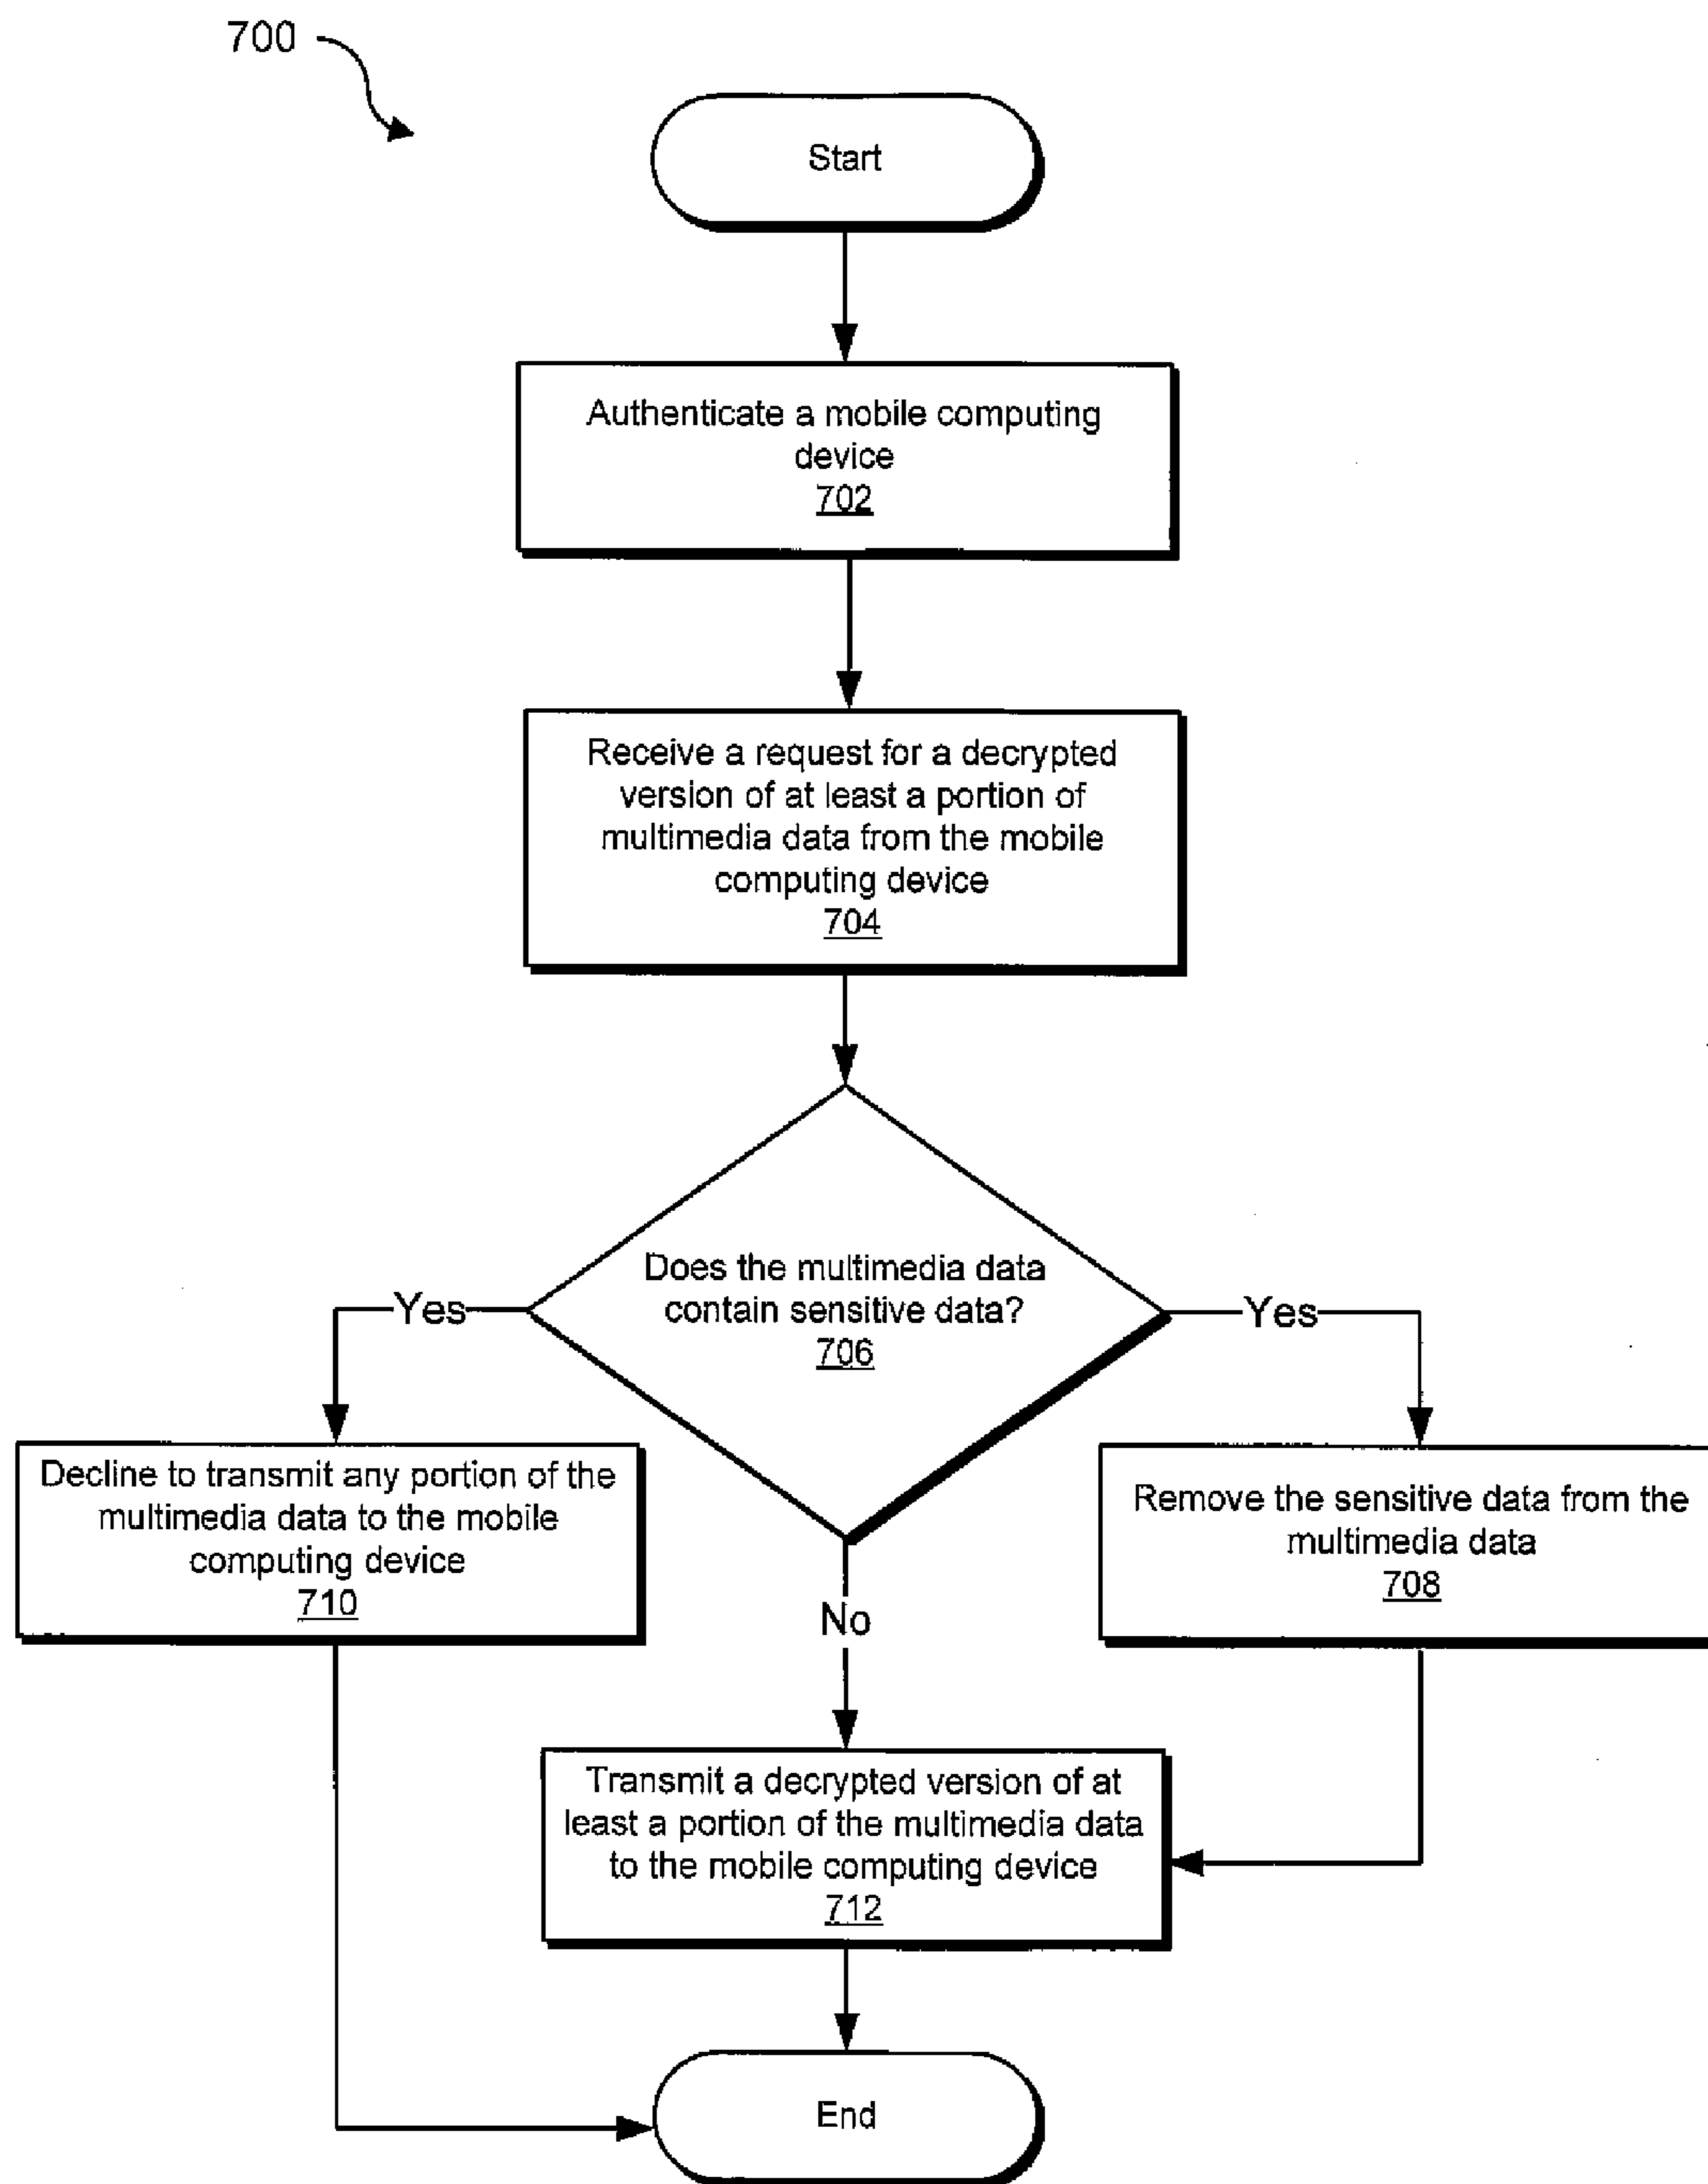 700
Start
Authenticate a mobile computing
device
702
Receive a request for a decrypted
version of at least a portion of
multimedia data from the mobile
computing device
704
Does the multimedia data
contain sensitive data?
706
Yes
Yes
Decline to transmit any portion of the
multimedia data to the mobile
computing device
710
Remove the sensitive data from the
multimedia data
708
No
Transmit a decrypted version of at
least a portion of the multimedia data
to the mobile computing device
712
End